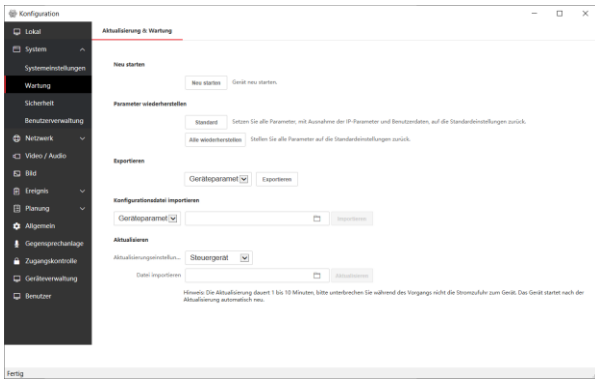 Konfiguration
Lokal
System
Systemeinstellungen
Wartung
Sicherheit
Benutzerverwaltung
Netzwerk
Video / Audio
Bild
Ereignis
Planung
Allgemein
Gegensprechanlage
Zugangskontrolle
Geräteverwaltung
Benutzer
Aktualisierung & Wartung
Neu starten
Neu starten Gerät neu starten.
Parameter wiederherstellen
Standard Setzen Sie alle Parameter, mit Ausnahme der IP-Parameter und Benutzerdaten, auf die Standardeinstellungen zurück.
Alle wiederherstellen Stellen Sie alle Parameter auf die Standardeinstellungen zurück.
Exportieren
Geräteparamet Exportieren
Konfigurationsdatei importieren
Geräteparamet Importieren
Aktualisieren
Aktualisierungseinstellun... Steuergerät
Datei importieren Aktualisieren
Hinweis: Die Aktualisierung dauert 1 bis 10 Minuten, bitte unterbrechen Sie während des Vorgangs nicht die Stromzufuhr zum Gerät. Das Gerät startet nach der
Aktualisierung automatisch neu.
Fertig